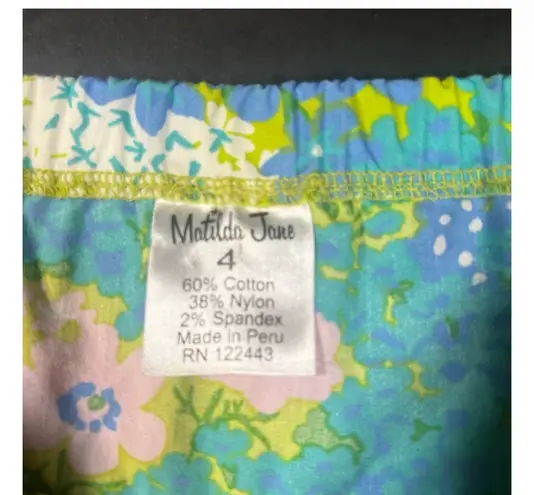 Matilda Jane
4
60% Cotton
38% Nylon
2% Spandex
Made in Peru
RN 122443